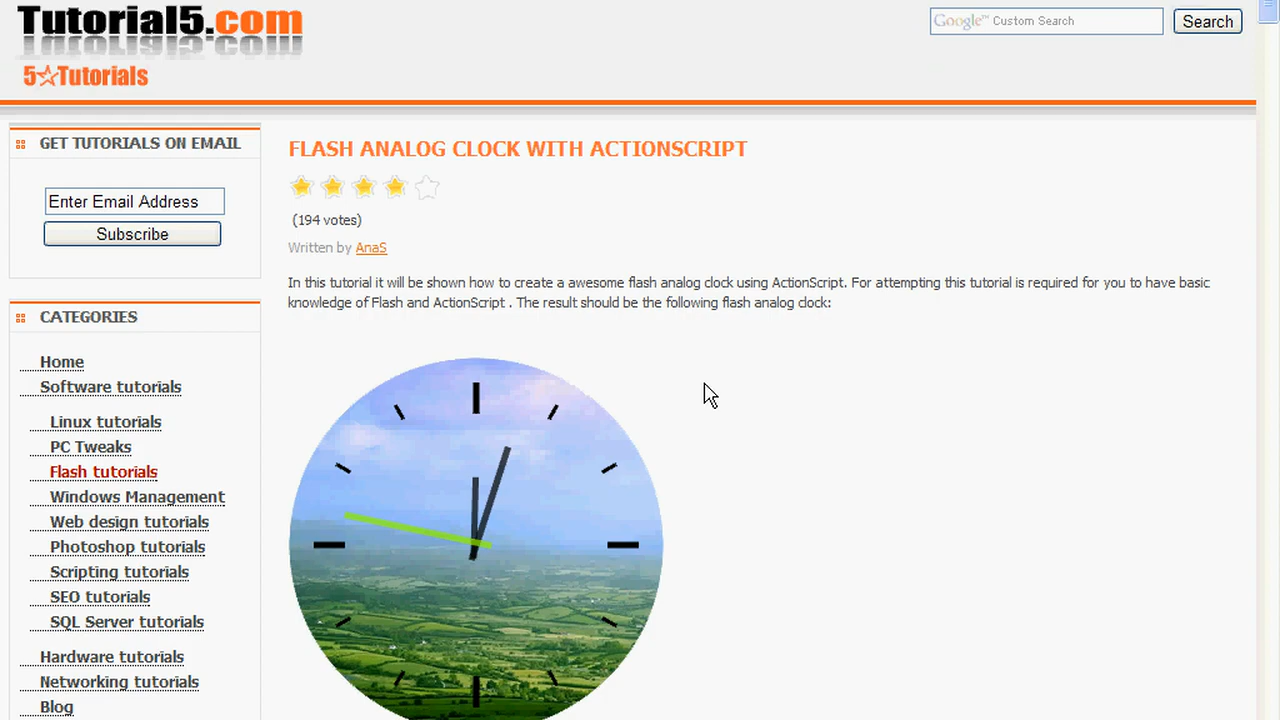 Tutorial5.com
5☆Tutorials
Google™ Custom Search
Search
GET TUTORIALS ON EMAIL
Enter Email Address
Subscribe
CATEGORIES
Home
Software tutorials
Linux tutorials
PC Tweaks
Flash tutorials
Windows Management
Web design tutorials
Photoshop tutorials
Scripting tutorials
SEO tutorials
SQL Server tutorials
Hardware tutorials
Networking tutorials
Blog
FLASH ANALOG CLOCK WITH ACTIONSCRIPT
(194 votes)
Written by AnaS
In this tutorial it will be shown how to create a awesome flash analog clock using ActionScript. For attempting this tutorial is required for you to have basic
knowledge of Flash and ActionScript . The result should be the following flash analog clock: